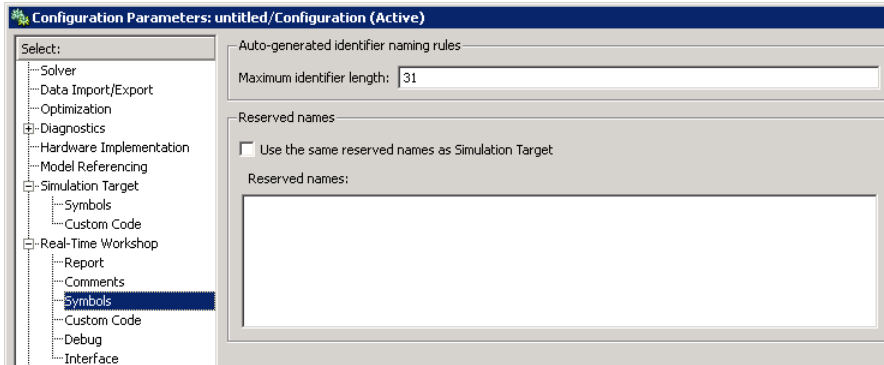 Configuration Parameters: untitled/Configuration (Active)
Select:
Solver
Data Import/Export
Optimization
Diagnostics
Hardware Implementation
Model Referencing
Simulation Target
Symbols
Custom Code
Real-Time Workshop
Report
Comments
Symbols
Custom Code
Debug
Interface
Auto-generated identifier naming rules
Maximum identifier length: 31
Reserved names
Use the same reserved names as Simulation Target
Reserved names: